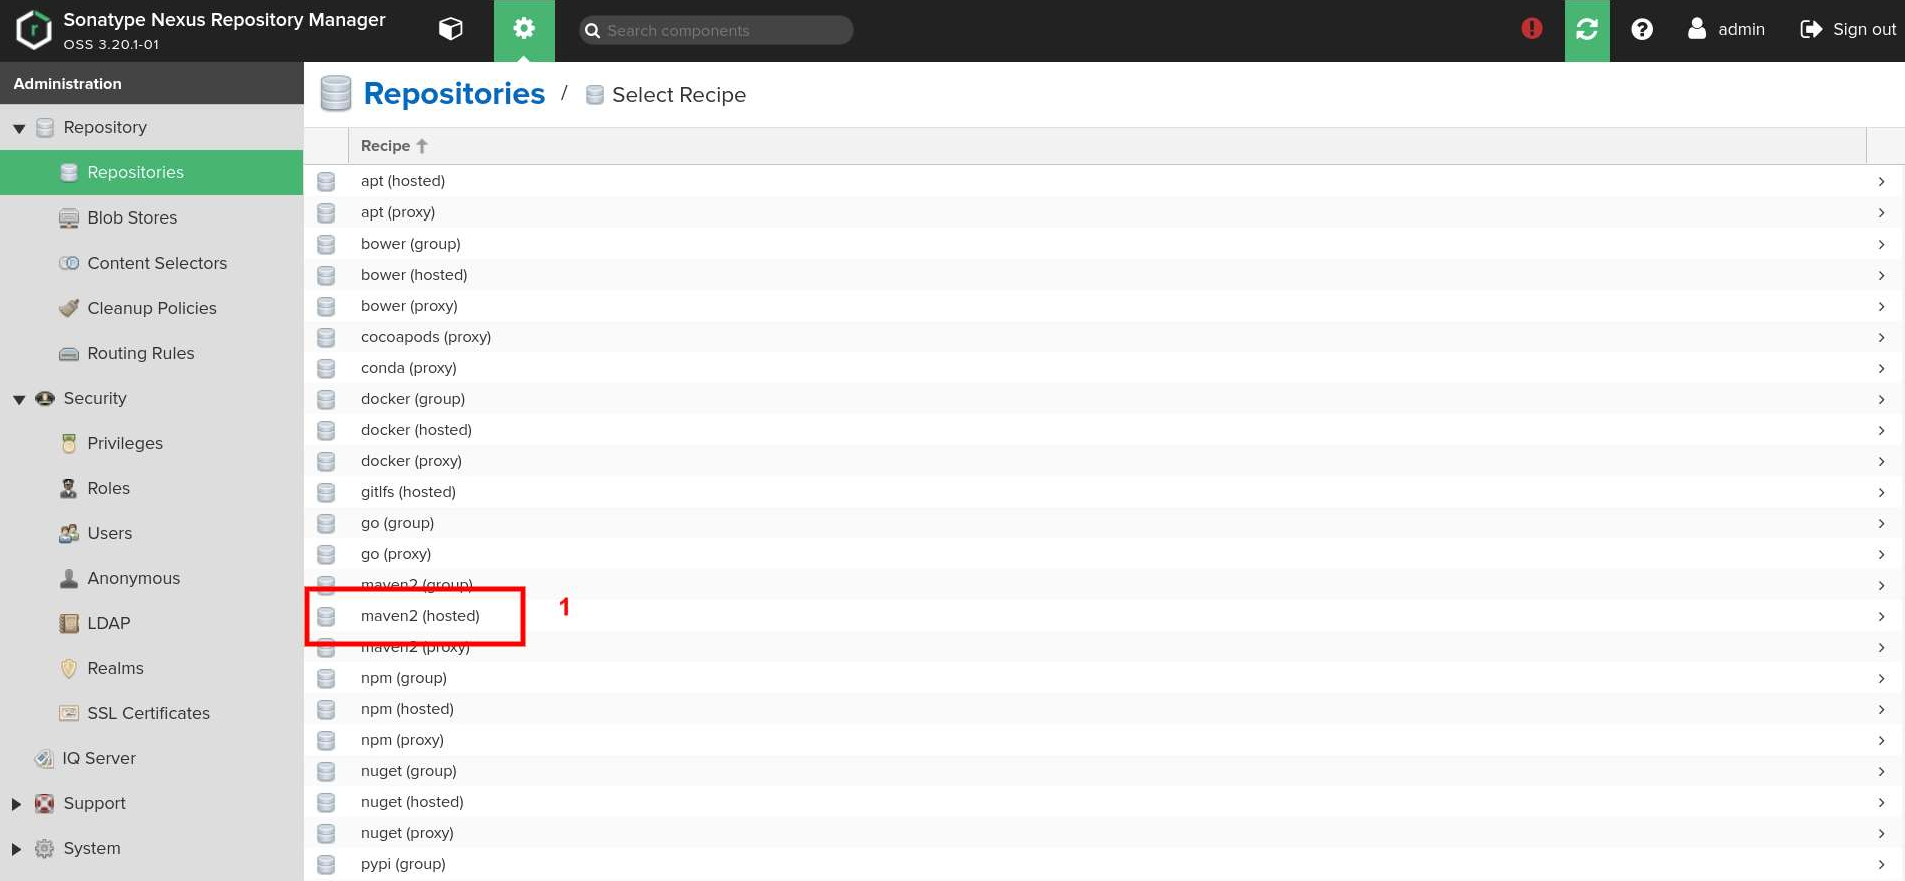 Sonatype Nexus Repository Manager
OSS 3.20.1-01
Search components
admin
Sign out
Administration
Repository
Repositories
Blob Stores
Content Selectors
Cleanup Policies
Routing Rules
Security
Privileges
Roles
Users
Anonymous
LDAP
Realms
SSL Certificates
IQ Server
Support
System
Repositories / Select Recipe
Recipe
apt (hosted)
apt (proxy)
bower (group)
bower (hosted)
bower (proxy)
cocoapods (proxy)
conda (proxy)
docker (group)
docker (hosted)
docker (proxy)
gitlfs (hosted)
go (group)
go (proxy)
maven2 (group)
maven2 (hosted) 1
maven2 (proxy)
npm (group)
npm (hosted)
npm (proxy)
nuget (group)
nuget (hosted)
nuget (proxy)
pypi (group)